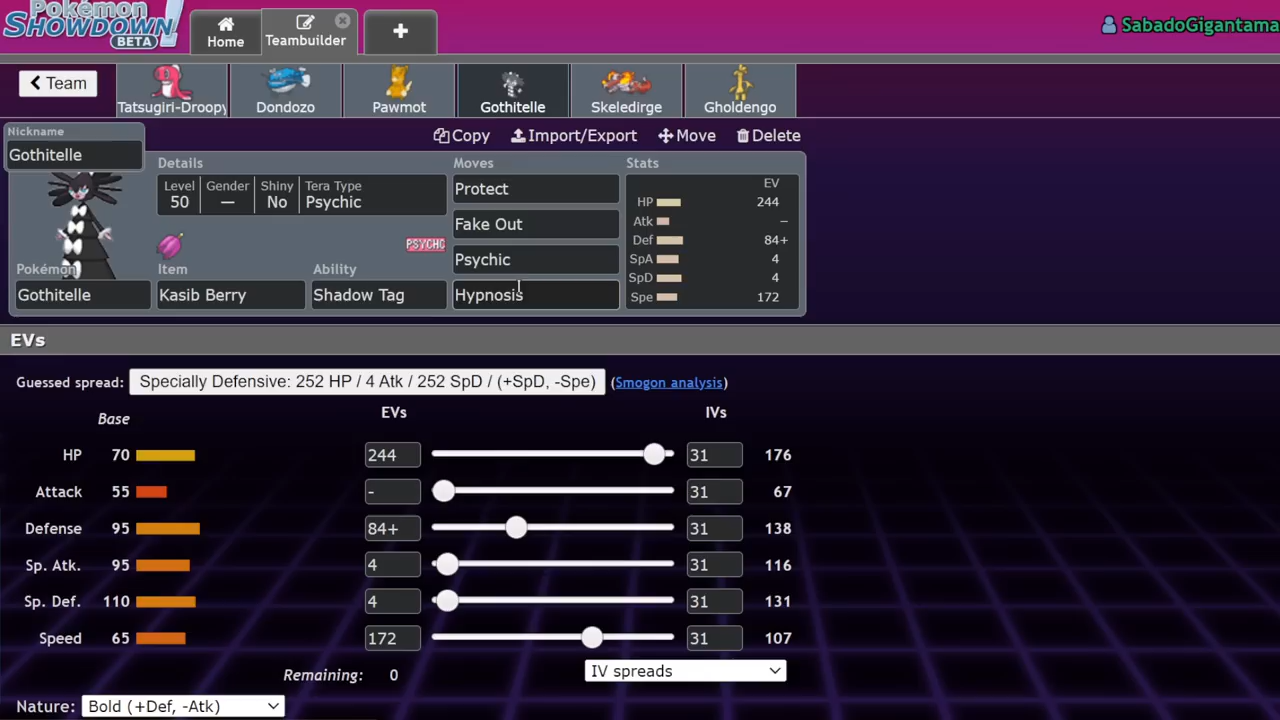 Pokémon
SHOWDOWN!
BETA
Home
Teambuilder
+
SabadoGigantama
Team
Tatsugiri-Droopy
Dondozo
Pawmot
Gothitelle
Skeledirge
Gholdengo
Copy
Import/Export
Move
Delete
Nickname
Gothitelle
Details
Level
50
Gender
—
Shiny
No
Tera Type
Psychic
PSYCHC
Pokémon
Gothitelle
Item
Kasib Berry
Ability
Shadow Tag
Moves
Protect
Fake Out
Psychic
Hypnosis
Stats
EV
HP 244
Atk –
Def 84+
SpA 4
SpD 4
Spe 172
EVs
Guessed spread: Specially Defensive: 252 HP / 4 Atk / 252 SpD / (+SpD, -Spe) (Smogon analysis)
Base EVs IVs
HP 70 244 31 176
Attack 55 - 31 67
Defense 95 84+ 31 138
Sp. Atk. 95 4 31 116
Sp. Def. 110 4 31 131
Speed 65 172 31 107
Remaining: 0 IV spreads
Nature: Bold (+Def, -Atk)